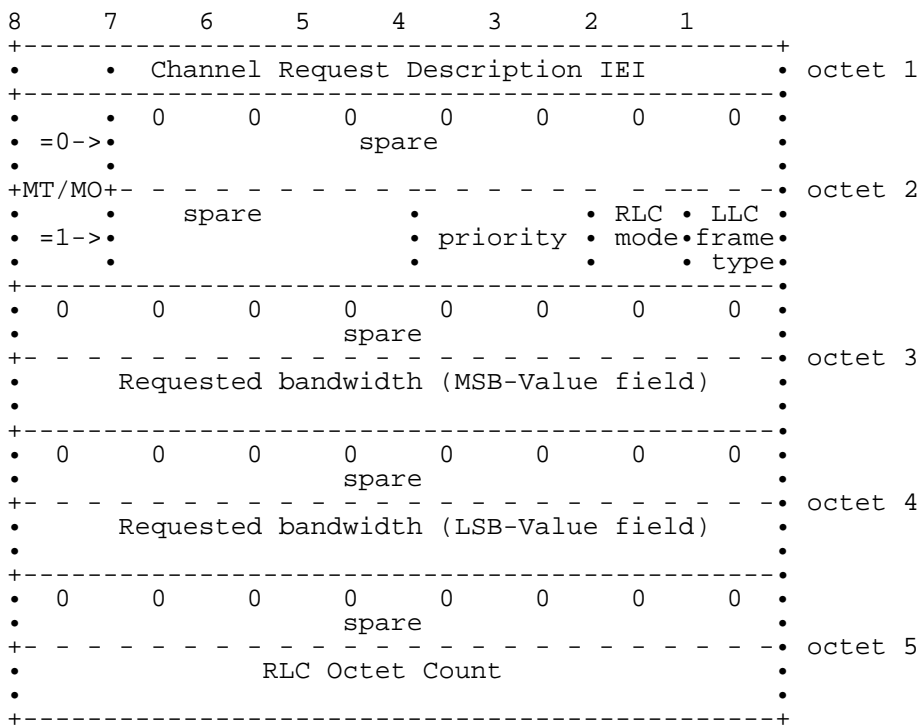 8 7 6 5 4 3 2 1
Channel Request Description IEI octet 1
0 0 0 0 0 0 0
=0-> spare
MT/MO octet 2
spare RLC LLC
=1-> priority mode frame
type
0 0 0 0 0 0 0 0
spare
octet 3
Requested bandwidth (MSB-Value field)
0 0 0 0 0 0 0 0
spare
octet 4
Requested bandwidth (LSB-Value field)
0 0 0 0 0 0 0 0
spare
octet 5
RLC Octet Count